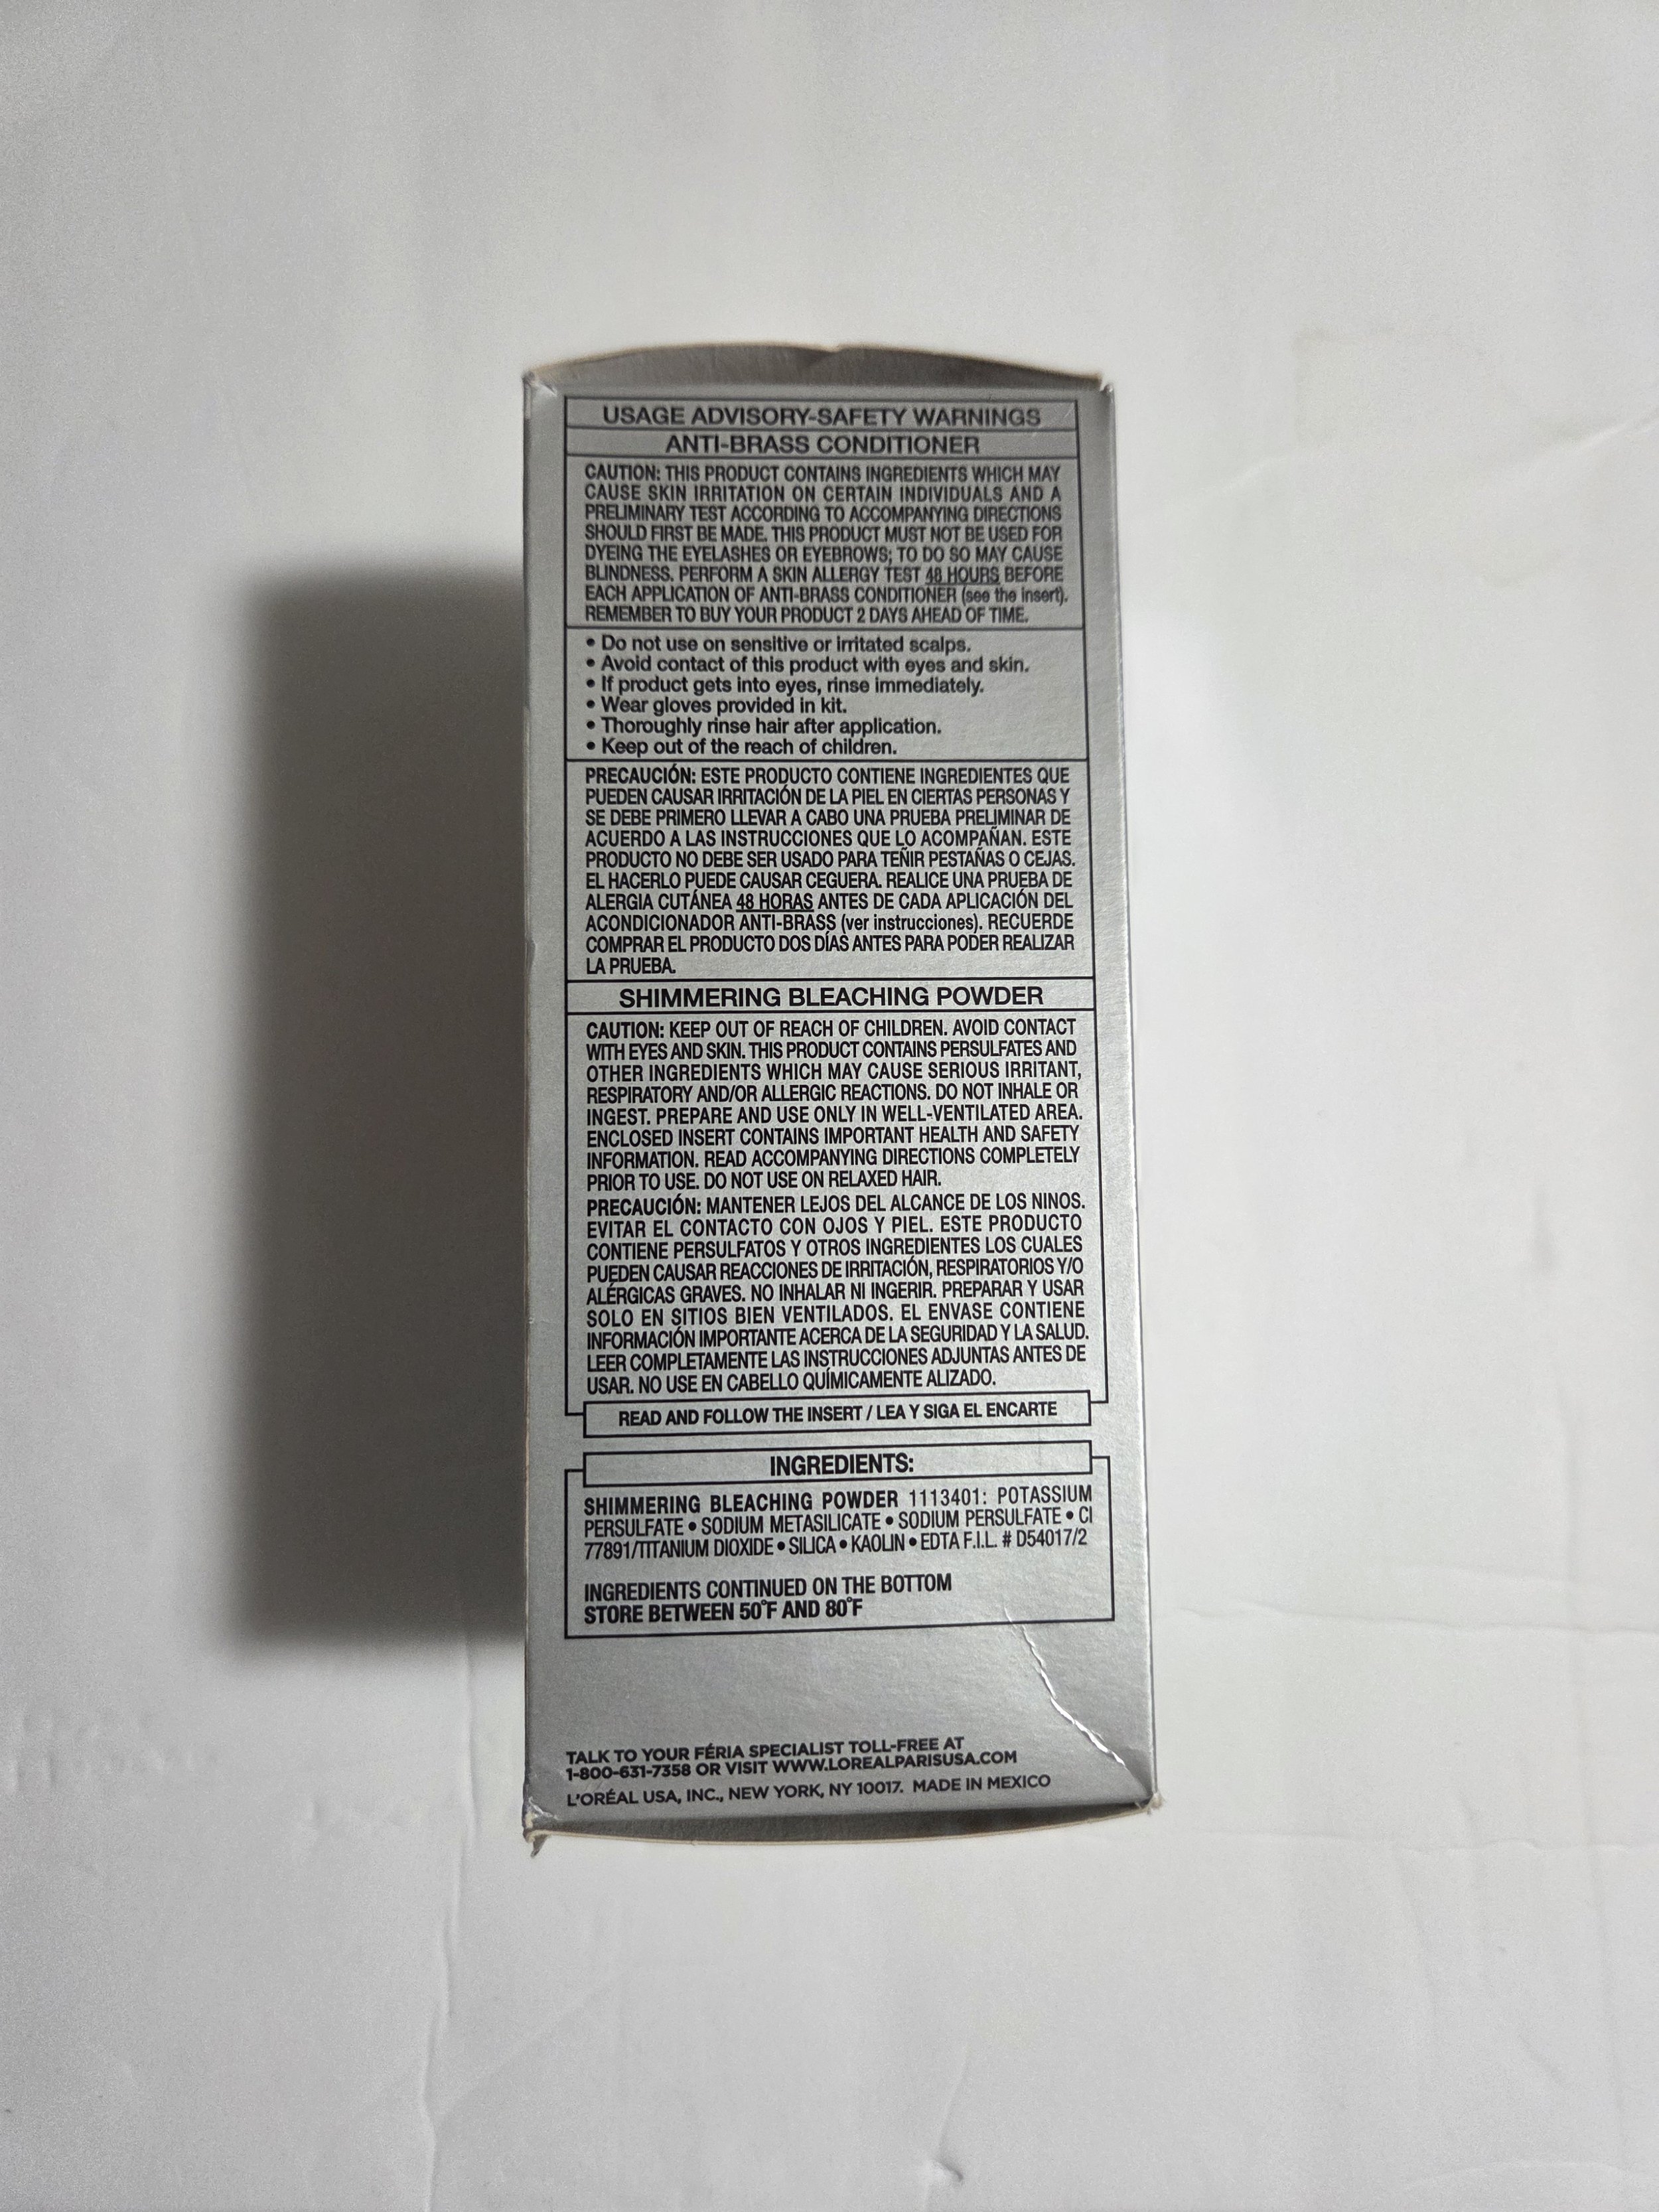 USAGE ADVISORY-SAFETY WARNINGS
ANTI-BRASS CONDITIONER
CAUTION: THIS PRODUCT CONTAINS INGREDIENTS WHICH MAY
CAUSE SKIN IRRITATION ON CERTAIN INDIVIDUALS AND A
PRELIMINARY TEST ACCORDING TO ACCOMPANYING DIRECTIONS
SHOULD FIRST BE MADE. THIS PRODUCT MUST NOT BE USED FOR
DYEING THE EYELASHES OR EYEBROWS; TO DO SO MAY CAUSE
BLINDNESS. PERFORM A SKIN ALLERGY TEST 48 HOURS BEFORE
EACH APPLICATION OF ANTI-BRASS CONDITIONER (see the insert).
REMEMBER TO BUY YOUR PRODUCT 2 DAYS AHEAD OF TIME.
• Do not use on sensitive or irritated scalps.
• Avoid contact of this product with eyes and skin.
• If product gets into eyes, rinse immediately.
• Wear gloves provided in kit.
• Thoroughly rinse hair after application.
• Keep out of the reach of children.
PRECAUCIÓN: ESTE PRODUCTO CONTIENE INGREDIENTES QUE
PUEDEN CAUSAR IRRITACIÓN DE LA PIEL EN CIERTAS PERSONAS Y
SE DEBE PRIMERO LLEVAR A CABO UNA PRUEBA PRELIMINAR DE
ACUERDO A LAS INSTRUCCIONES QUE LO ACOMPAÑAN. ESTE
PRODUCTO NO DEBE SER USADO PARA TEÑIR PESTAÑAS O CEJAS.
EL HACERLO PUEDE CAUSAR CEGUERA. REALICE UNA PRUEBA DE
ALERGIA CUTÁNEA 48 HORAS ANTES DE CADA APLICACIÓN DEL
ACONDICIONADOR ANTI-BRASS (ver instrucciones). RECUERDE
COMPRAR EL PRODUCTO DOS DÍAS ANTES PARA PODER REALIZAR
LA PRUEBA.
SHIMMERING BLEACHING POWDER
CAUTION: KEEP OUT OF REACH OF CHILDREN. AVOID CONTACT
WITH EYES AND SKIN. THIS PRODUCT CONTAINS PERSULFATES AND
OTHER INGREDIENTS WHICH MAY CAUSE SERIOUS IRRITANT,
RESPIRATORY AND/OR ALLERGIC REACTIONS. DO NOT INHALE OR
INGEST. PREPARE AND USE ONLY IN WELL-VENTILATED AREA.
ENCLOSED INSERT CONTAINS IMPORTANT HEALTH AND SAFETY
INFORMATION. READ ACCOMPANYING DIRECTIONS COMPLETELY
PRIOR TO USE. DO NOT USE ON RELAXED HAIR.
PRECAUCIÓN: MANTENER LEJOS DEL ALCANCE DE LOS NINOS.
EVITAR EL CONTACTO CON OJOS Y PIEL. ESTE PRODUCTO
CONTIENE PERSULFATOS Y OTROS INGREDIENTES LOS CUALES
PUEDEN CAUSAR REACCIONES DE IRRITACIÓN, RESPIRATORIOS Y/O
ALÉRGICAS GRAVES. NO INHALAR NI INGERIR. PREPARAR Y USAR
SOLO EN SITIOS BIEN VENTILADOS. EL ENVASE CONTIENE
INFORMACIÓN IMPORTANTE ACERCA DE LA SEGURIDAD Y LA SALUD.
LEER COMPLETAMENTE LAS INSTRUCCIONES ADJUNTAS ANTES DE
USAR. NO USE EN CABELLO QUÍMICAMENTE ALIZADO.
READ AND FOLLOW THE INSERT / LEA Y SIGA EL ENCARTE
INGREDIENTS:
SHIMMERING BLEACHING POWDER 1113401: POTASSIUM
PERSULFATE • SODIUM METASILICATE • SODIUM PERSULFATE • CI
77891/TITANIUM DIOXIDE • SILICA • KAOLIN • EDTA F.I.L. # D54017/2
INGREDIENTS CONTINUED ON THE BOTTOM
STORE BETWEEN 50°F AND 80°F
TALK TO YOUR FÉRIA SPECIALIST TOLL-FREE AT
1-800-631-7358 OR VISIT WWW.LOREALPARISUSA.COM
L'ORÉAL USA, INC., NEW YORK, NY 10017. MADE IN MEXICO